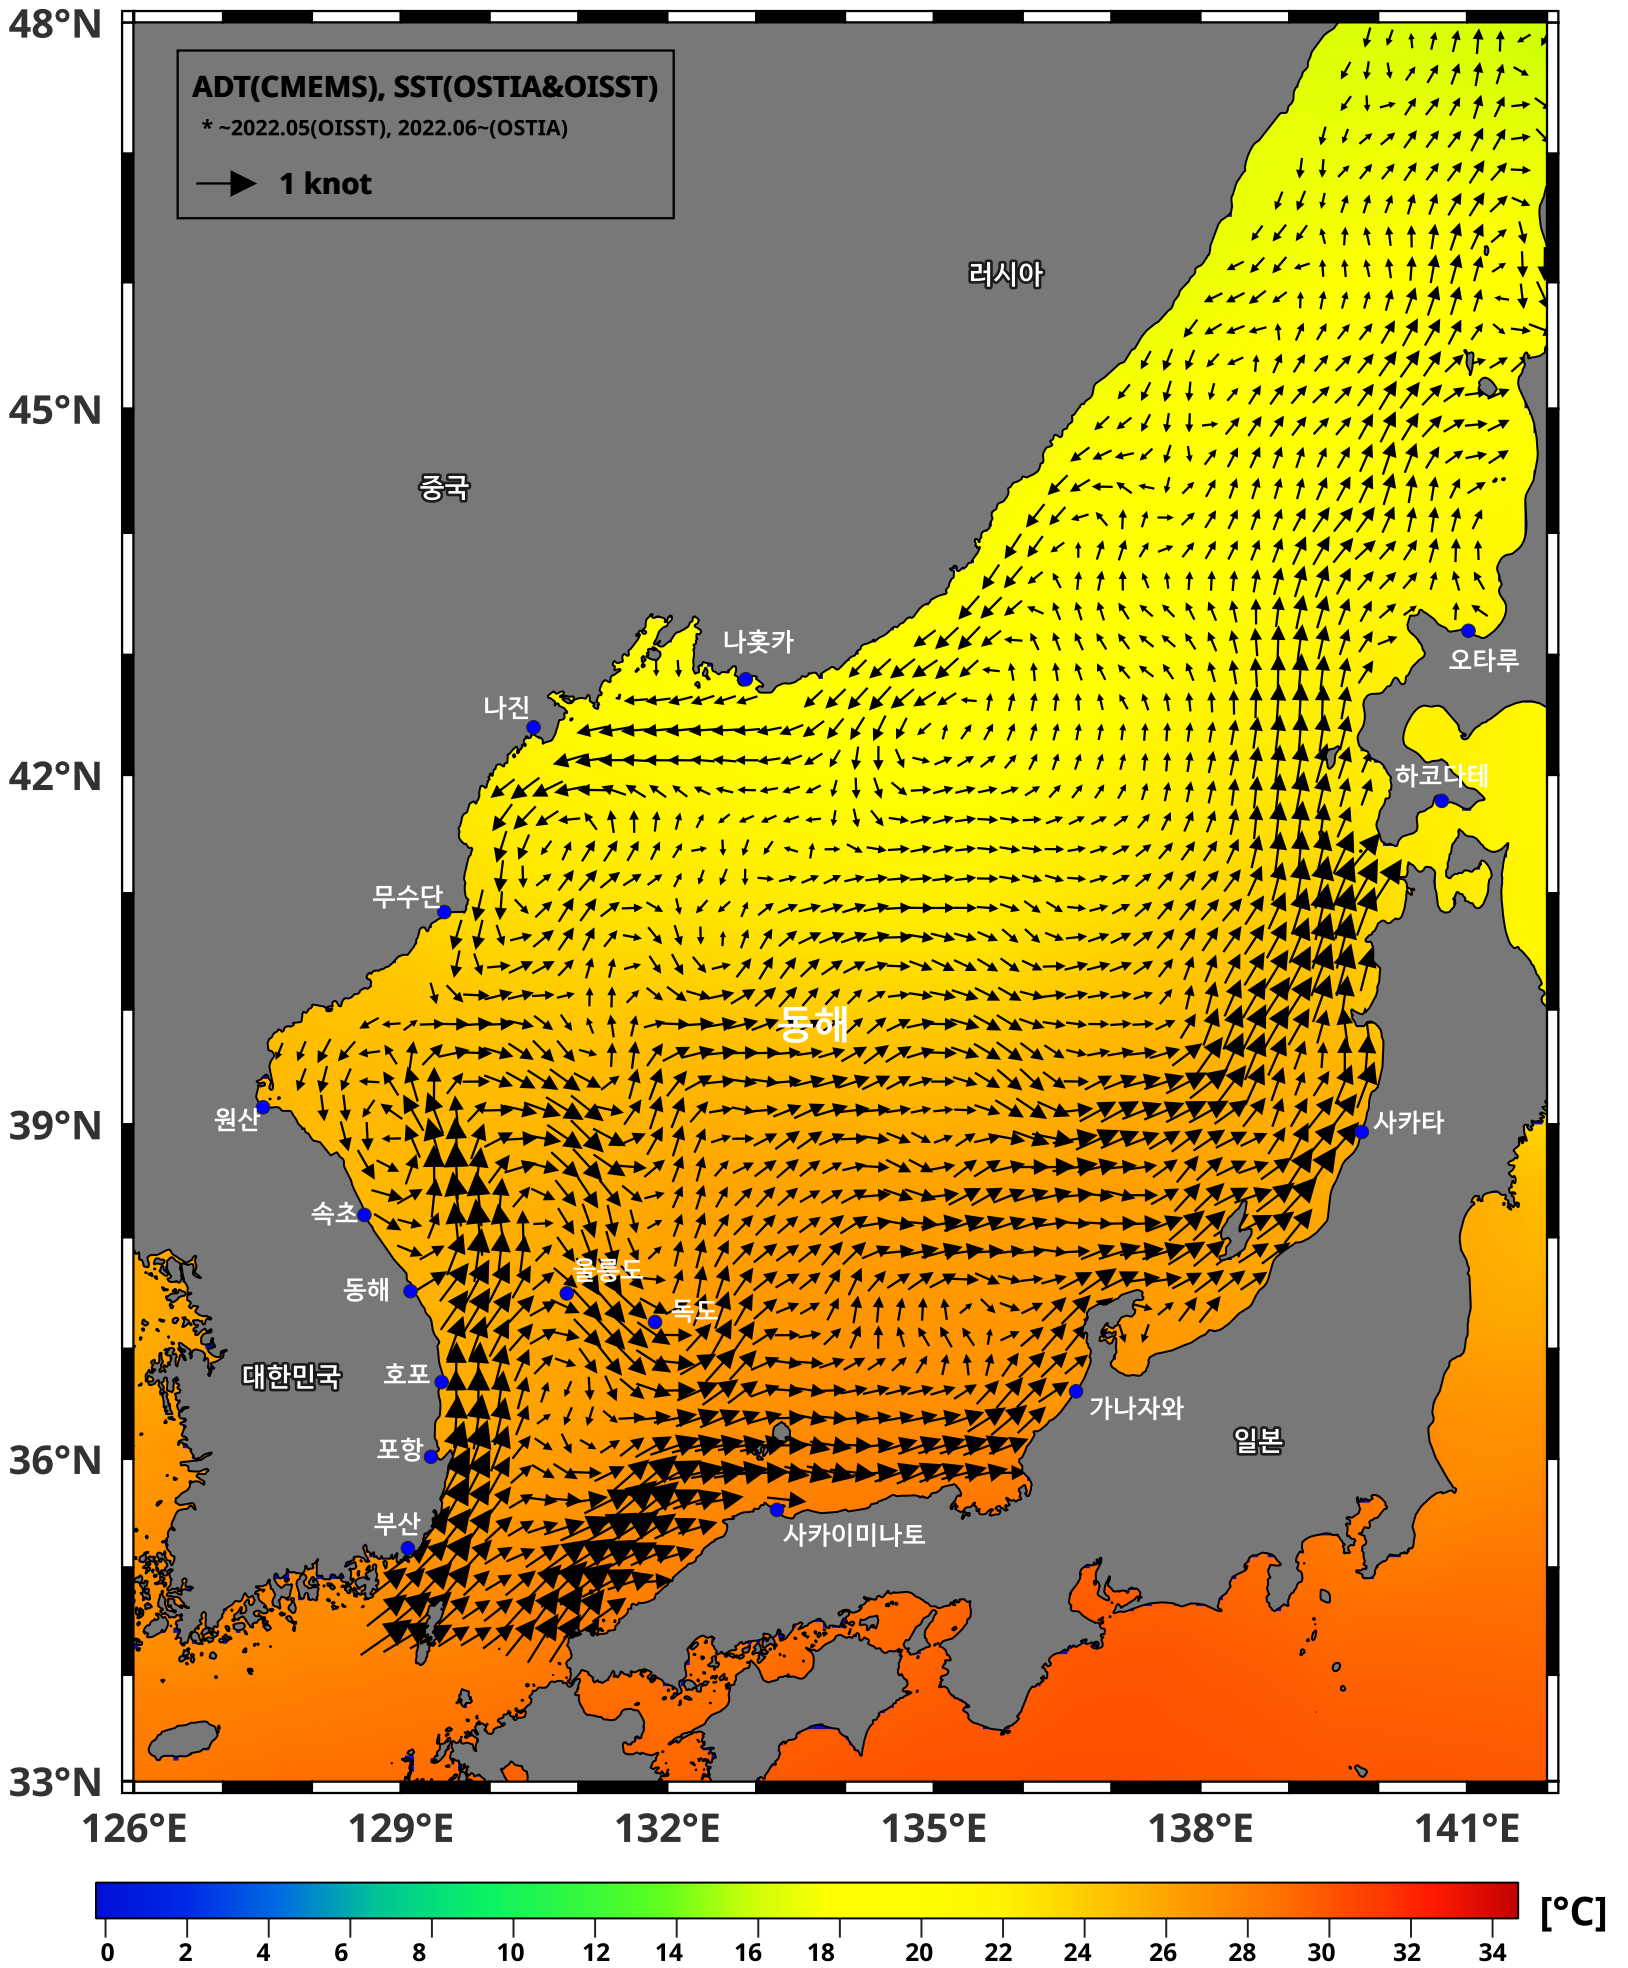 48°N
ADT(CMEMS), SST(OSTIA&OISST)
* ~2022.05(OISST), 2022.06~(OSTIA)
1 knot
러시아
45°N
중국
나홋카
오타루
나진
42°N
하코다테
무수단
동해
39°N
원산
사카타
속초
울릉도
동해
독도
대한민국
호포
가나자와
일본
포항
36°N
부산
사카이미나토
33°N
126°E 129°E 132°E 135°E 138°E 141°E
[°C]
0 2 4 6 8 10 12 14 16 18 20 22 24 26 28 30 32 34